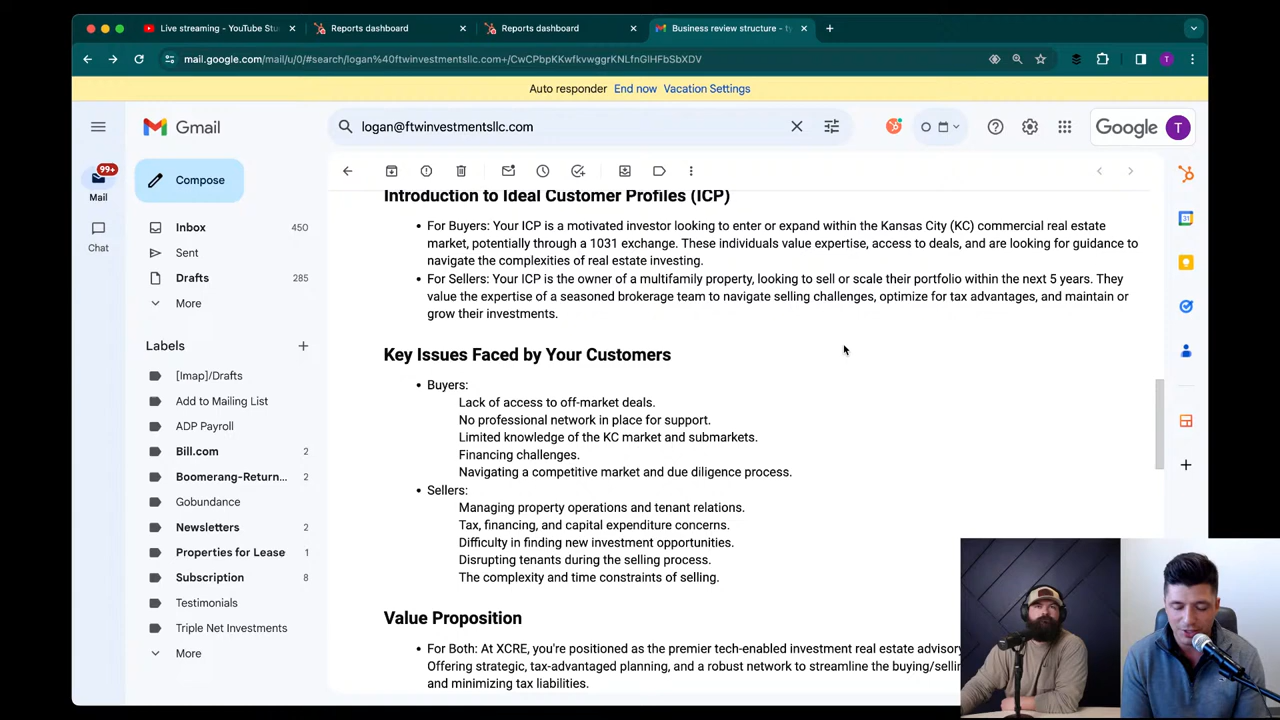 Live streaming - YouTube Stu
Reports dashboard
Reports dashboard
Business review structure - ty
mail.google.com/mail/u/0/#search/logan%40ftwinvestmentsllc.com+/CwCPbpKKwfkvwggrKNLfnGlHFbSbXDV
Auto responder End now Vacation Settings
Gmail
logan@ftwinvestmentsllc.com
Google
T
T
99+
Mail
Chat
Compose
Inbox 450
Sent
Drafts 285
More
Labels
[Imap]/Drafts
Add to Mailing List
ADP Payroll
Bill.com 2
Boomerang-Return... 2
Gobundance
Newsletters 2
Properties for Lease 1
Subscription 8
Testimonials
Triple Net Investments
More
Introduction to Ideal Customer Profiles (ICP)
• For Buyers: Your ICP is a motivated investor looking to enter or expand within the Kansas City (KC) commercial real estate
market, potentially through a 1031 exchange. These individuals value expertise, access to deals, and are looking for guidance to
navigate the complexities of real estate investing.
• For Sellers: Your ICP is the owner of a multifamily property, looking to sell or scale their portfolio within the next 5 years. They
value the expertise of a seasoned brokerage team to navigate selling challenges, optimize for tax advantages, and maintain or
grow their investments.
Key Issues Faced by Your Customers
• Buyers:
Lack of access to off-market deals.
No professional network in place for support.
Limited knowledge of the KC market and submarkets.
Financing challenges.
Navigating a competitive market and due diligence process.
• Sellers:
Managing property operations and tenant relations.
Tax, financing, and capital expenditure concerns.
Difficulty in finding new investment opportunities.
Disrupting tenants during the selling process.
The complexity and time constraints of selling.
Value Proposition
• For Both: At XCRE, you're positioned as the premier tech-enabled investment real estate advisory
Offering strategic, tax-advantaged planning, and a robust network to streamline the buying/selli
and minimizing tax liabilities.